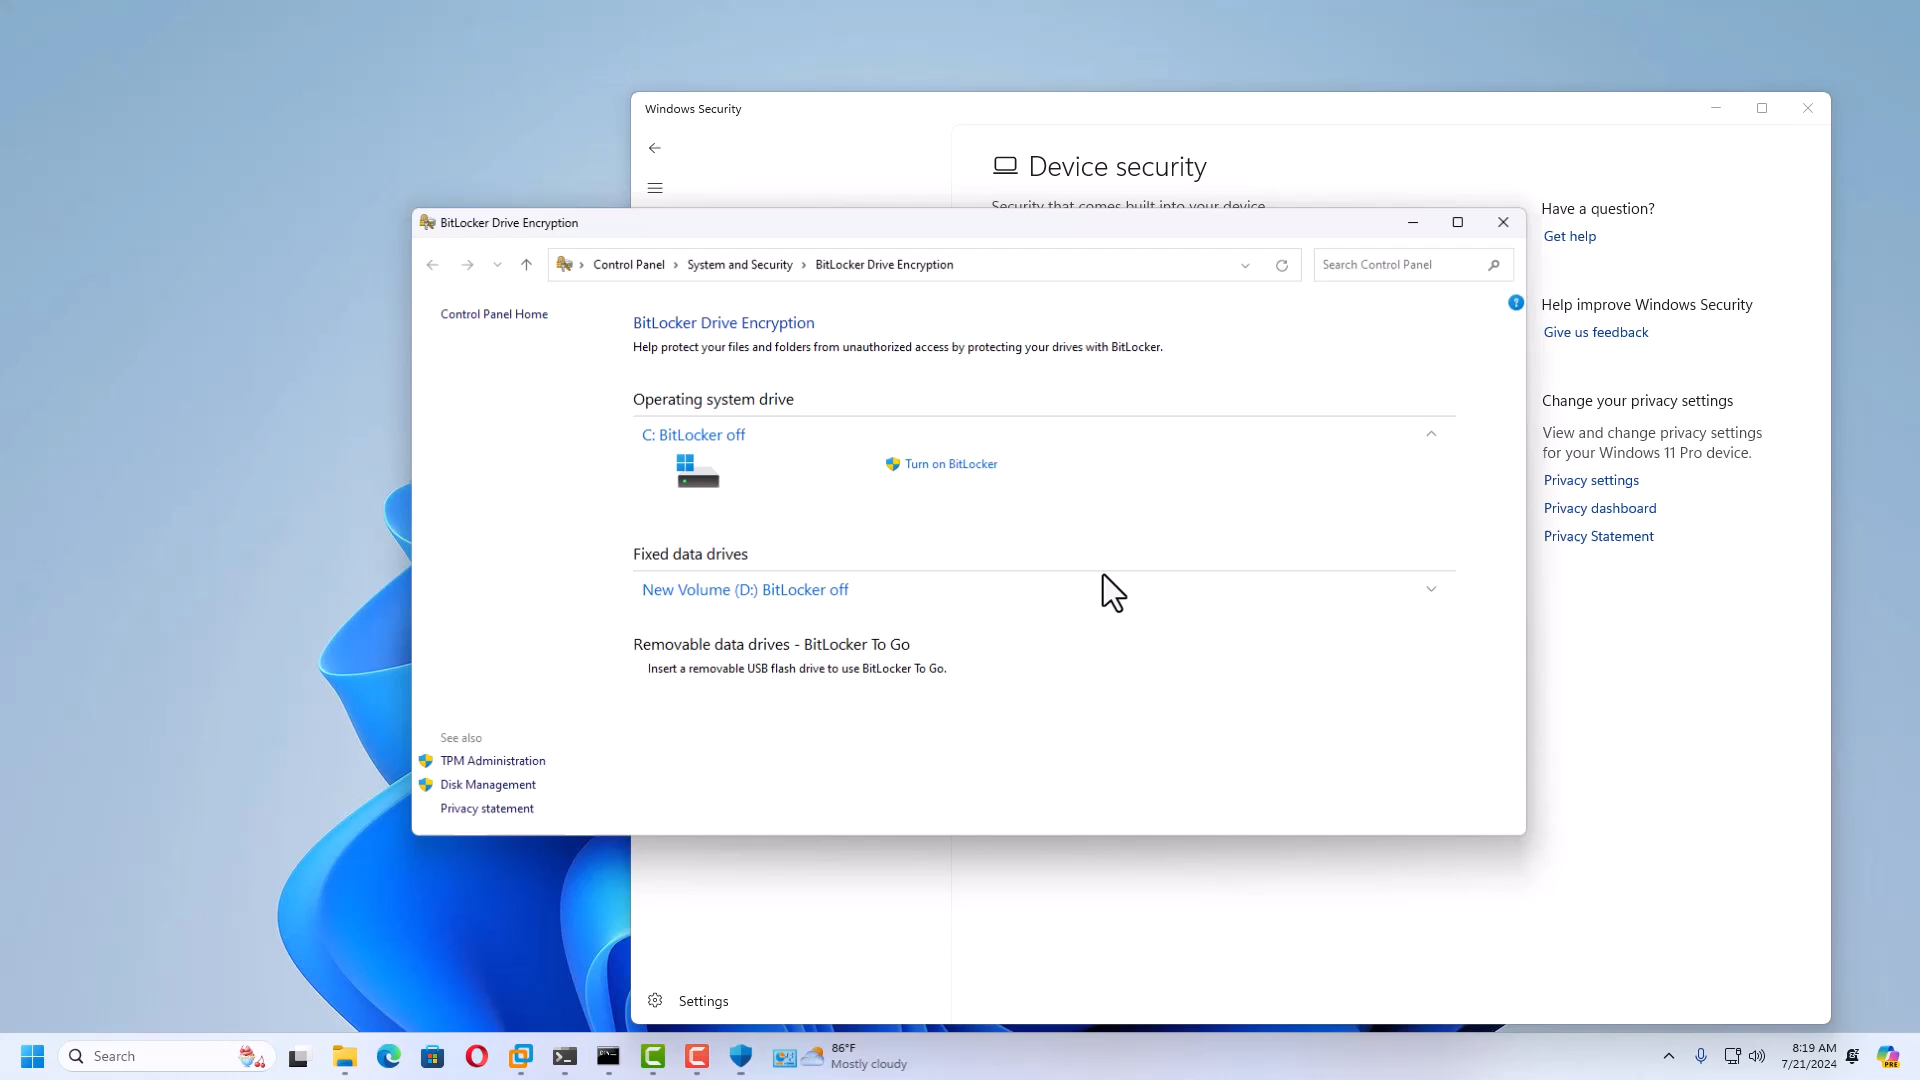 Windows Security
Device security
Security that comes built into your device.
Have a question?
Get help
Help improve Windows Security
Give us feedback
Change your privacy settings
View and change privacy settings
for your Windows 11 Pro device.
Privacy settings
Privacy dashboard
Privacy Statement
Settings
BitLocker Drive Encryption
Control Panel › System and Security › BitLocker Drive Encryption
Search Control Panel
Control Panel Home
BitLocker Drive Encryption
Help protect your files and folders from unauthorized access by protecting your drives with BitLocker.
Operating system drive
C: BitLocker off
Turn on BitLocker
Fixed data drives
New Volume (D:) BitLocker off
Removable data drives - BitLocker To Go
Insert a removable USB flash drive to use BitLocker To Go.
See also
TPM Administration
Disk Management
Privacy statement
Search
86°F
Mostly cloudy
8:19 AM
7/21/2024
PRE